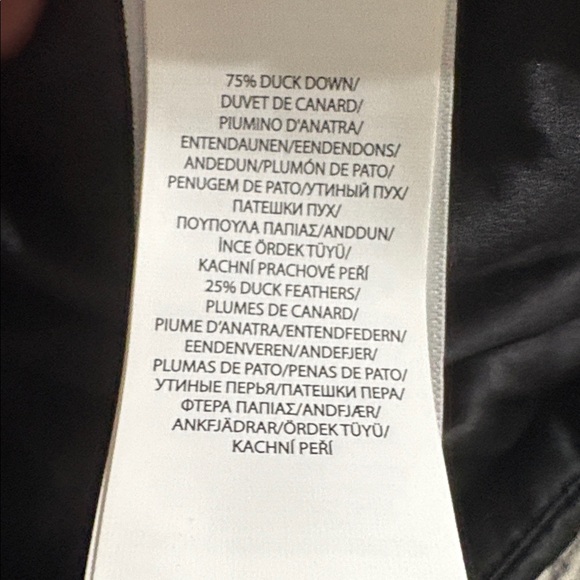 75% DUCK DOWN/
DUVET DE CANARD/
PIUMINO D'ANATRA/
ENTENDAUNEN/EENDENDONS/
ANDEDUN/PLUMÓN DE PATO/
PENUGEM DE PATO/УТИНЫЙ ПУХ/
ПАТЕШКИ ПУХ/
ΠΟΥΠΟΥΛΑ ΠΑΠΙΑΣ/ANDDUN/
İNCE ÖRDEK TÜYÜ/
KACHNÍ PRACHOVÉ PEŘÍ
25% DUCK FEATHERS/
PLUMES DE CANARD/
PIUME D'ANATRA/ENTENDFEDERN/
EENDENVEREN/ANDEFJER/
PLUMAS DE PATO/PENAS DE PATO/
УТИНЫЕ ПЕРЬЯ/ПАТЕШКИ ПЕРА/
ΦΤΕΡΑ ΠΑΠΙΑΣ/ANDFJÆR/
ANKFJÄDRAR/ÖRDEK TÜYÜ/
KACHNÍ PEŘÍ